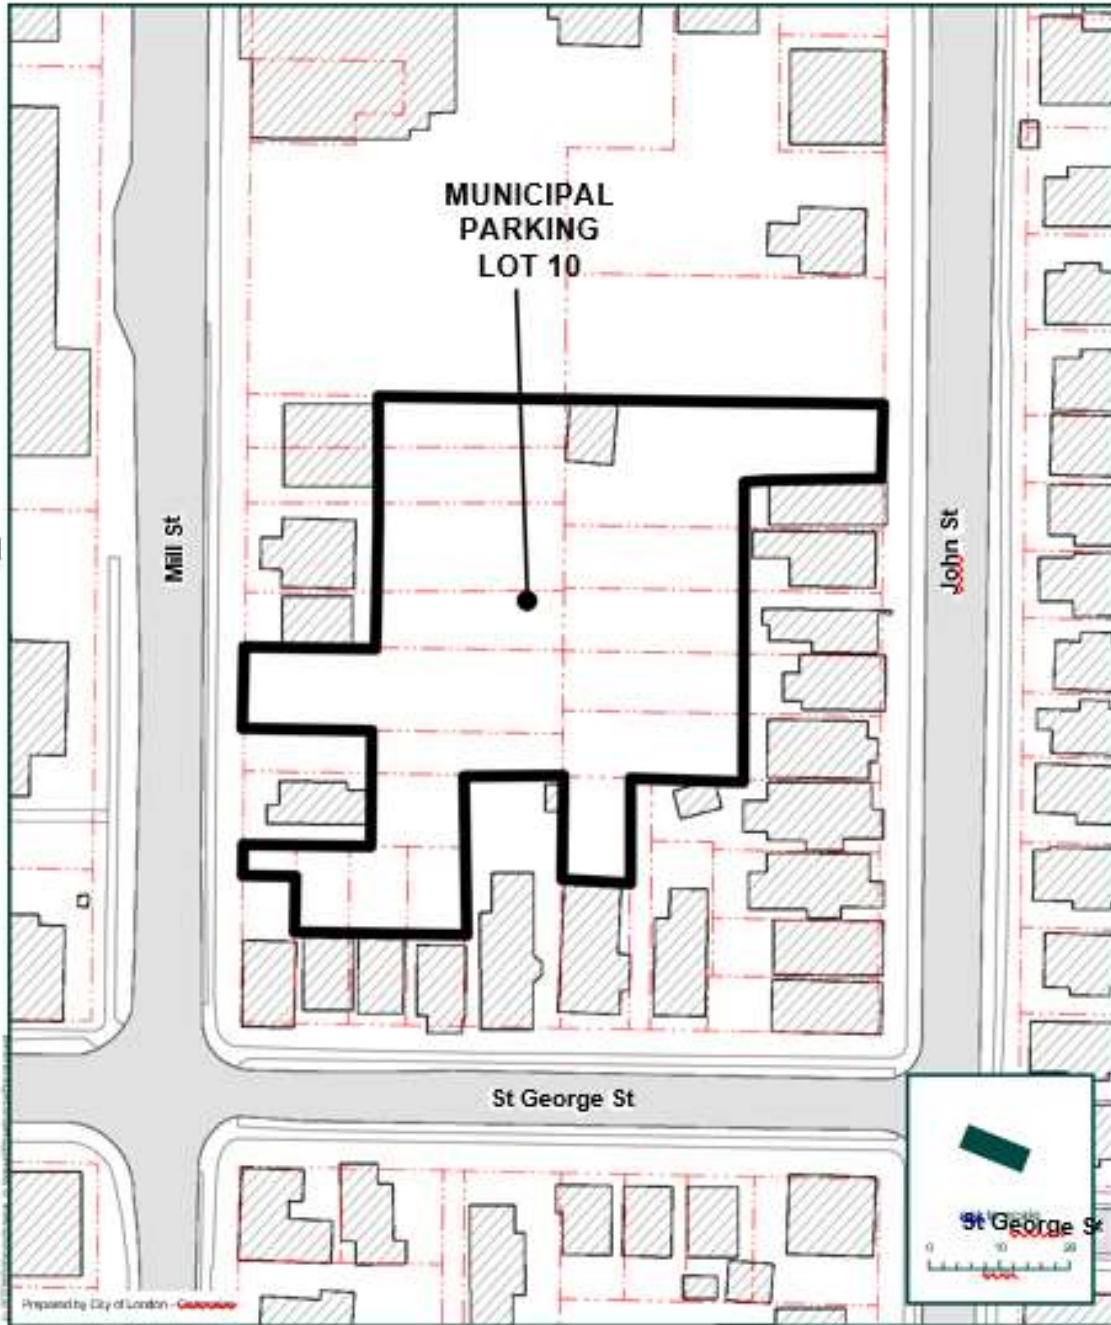 MUNICIPAL
PARKING
LOT 10
Mill St
John St
St George St
St George St
0 10 20
Prepared by City of London -